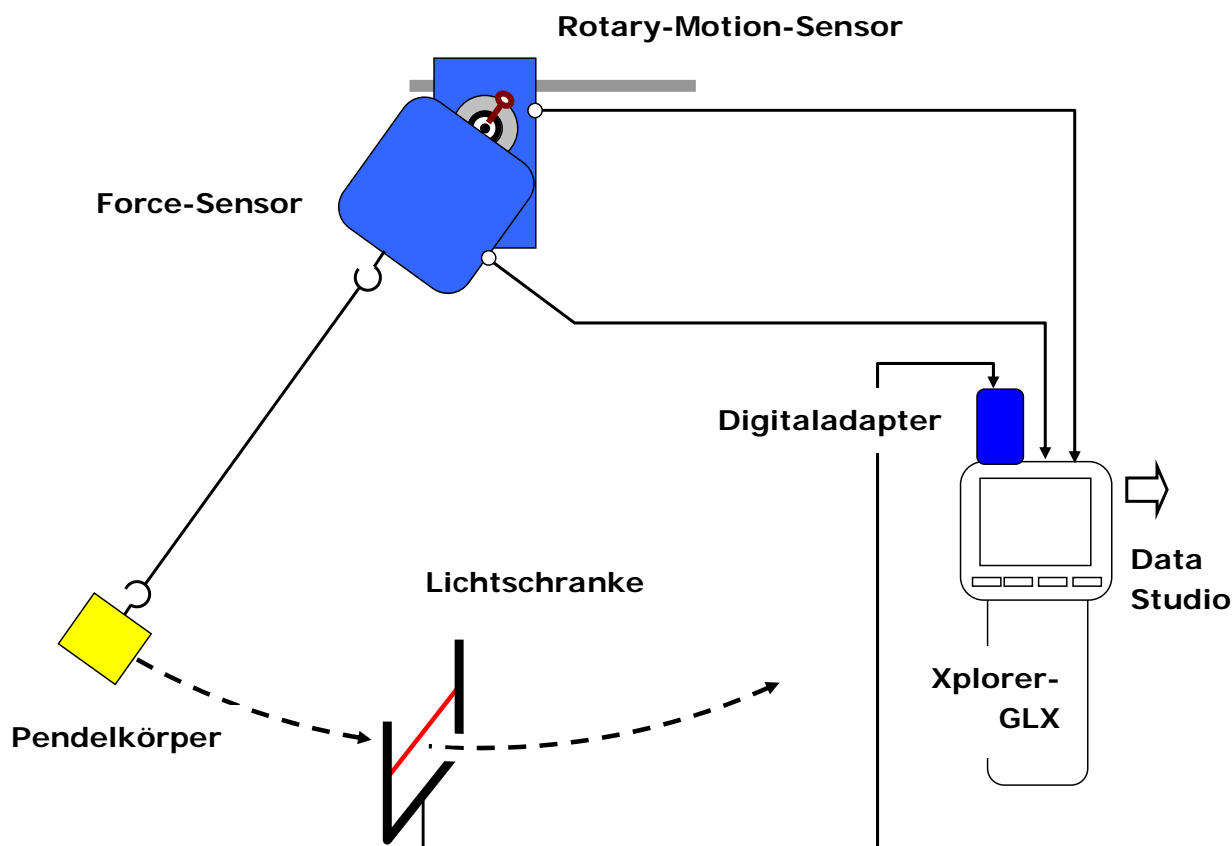 Rotary-Motion-Sensor
Force-Sensor
Digitaladapter
Lichtschranke
Data
Studio
Xplorer-
GLX
Pendelkörper